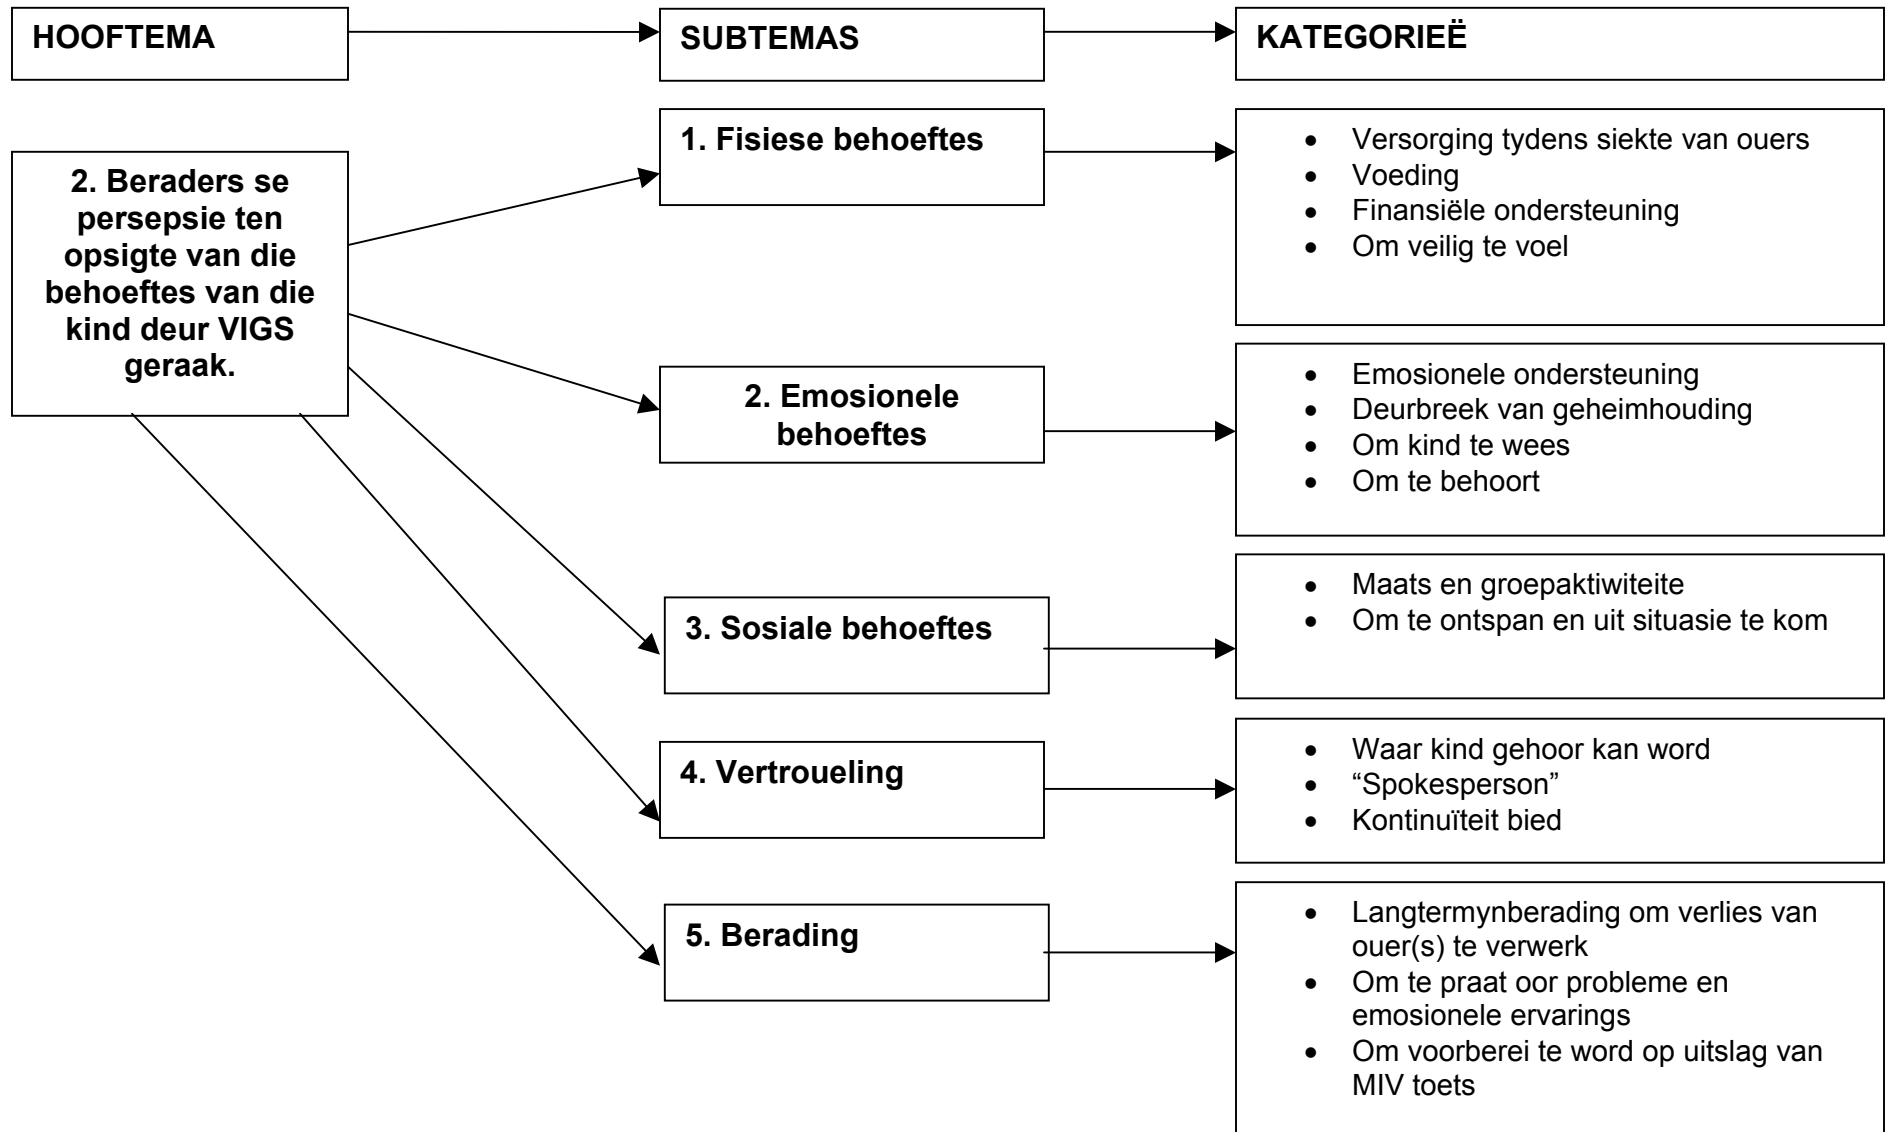 HOOFTEMA
SUBTEMAS
KATEGORIEË
2. Beraders se
persepsie ten
opsigte van die
behoeftes van die
kind deur VIGS
geraak.
1. Fisiese behoeftes
• Versorging tydens siekte van ouers
• Voeding
• Finansiële ondersteuning
• Om veilig te voel
2. Emosionele
behoeftes
• Emosionele ondersteuning
• Deurbreek van geheimhouding
• Om kind te wees
• Om te behoort
3. Sosiale behoeftes
• Maats en groepaktiwiteite
• Om te ontspan en uit situasie te kom
4. Vertroueling
• Waar kind gehoor kan word
• “Spokesperson”
• Kontinuïteit bied
5. Berading
• Langtermynberading om verlies van
ouer(s) te verwerk
• Om te praat oor probleme en
emosionele ervarings
• Om voorberei te word op uitslag van
MIV toets